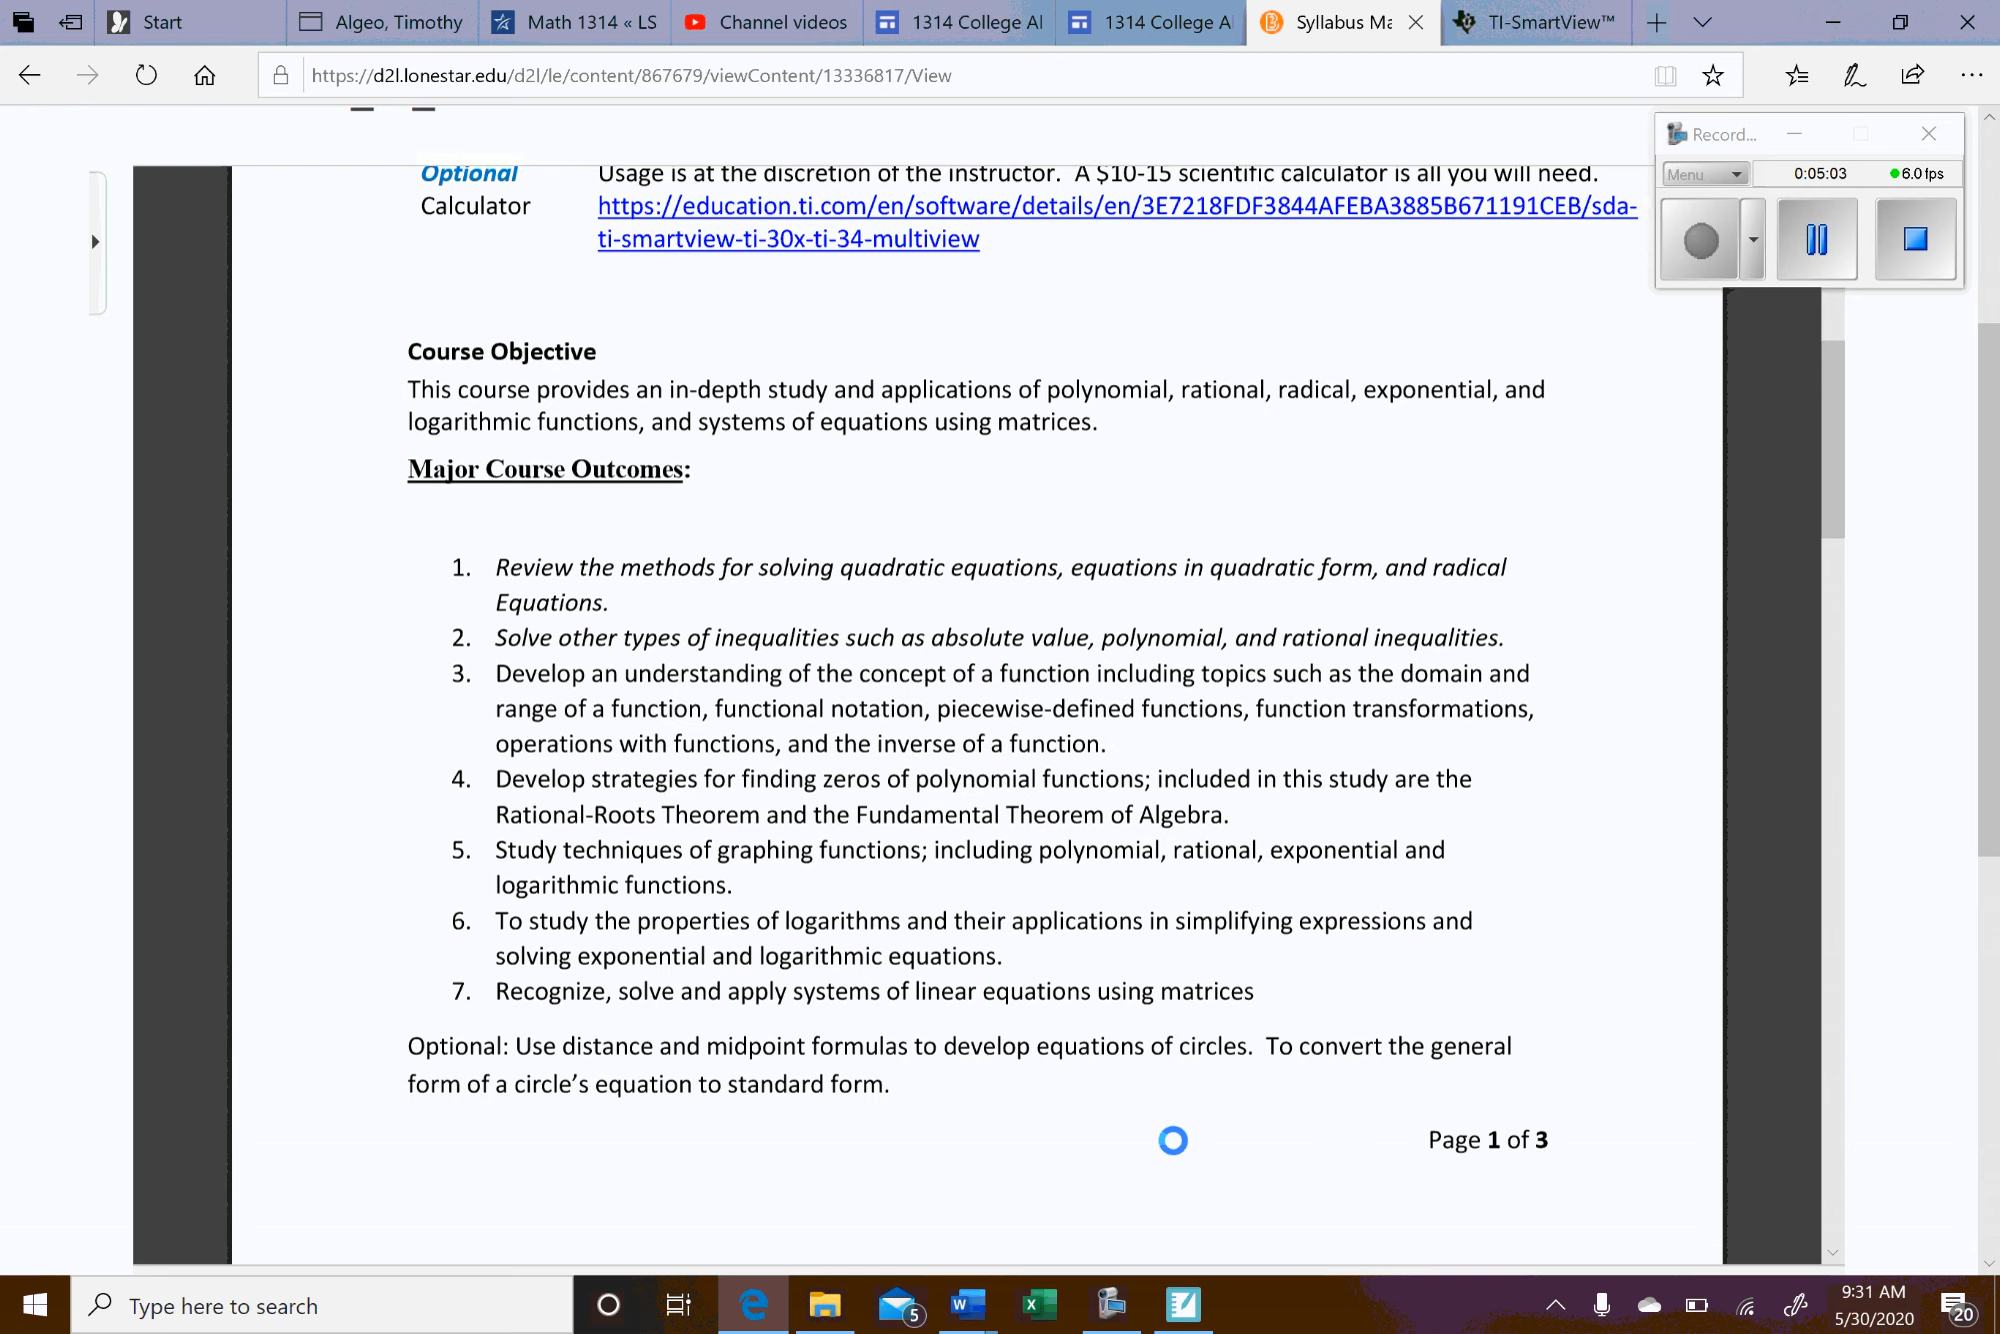 Start
Algeo, Timothy
Math 1314 « LS
Channel videos
1314 College Al
1314 College A
Syllabus Ma
TI-SmartView™
https://d2l.lonestar.edu/d2l/le/content/867679/viewContent/13336817/View
Record...
Menu
0:05:03
6.0 fps
Optional Usage is at the discretion of the instructor. A $10-15 scientific calculator is all you will need.
Calculator https://education.ti.com/en/software/details/en/3E7218FDF3844AFEBA3885B671191CEB/sda-
ti-smartview-ti-30x-ti-34-multiview
Course Objective
This course provides an in-depth study and applications of polynomial, rational, radical, exponential, and
logarithmic functions, and systems of equations using matrices.
Major Course Outcomes:
1. Review the methods for solving quadratic equations, equations in quadratic form, and radical
Equations.
2. Solve other types of inequalities such as absolute value, polynomial, and rational inequalities.
3. Develop an understanding of the concept of a function including topics such as the domain and
range of a function, functional notation, piecewise-defined functions, function transformations,
operations with functions, and the inverse of a function.
4. Develop strategies for finding zeros of polynomial functions; included in this study are the
Rational-Roots Theorem and the Fundamental Theorem of Algebra.
5. Study techniques of graphing functions; including polynomial, rational, exponential and
logarithmic functions.
6. To study the properties of logarithms and their applications in simplifying expressions and
solving exponential and logarithmic equations.
7. Recognize, solve and apply systems of linear equations using matrices
Optional: Use distance and midpoint formulas to develop equations of circles. To convert the general
form of a circle’s equation to standard form.
Page 1 of 3
Type here to search
5
9:31 AM
5/30/2020
20